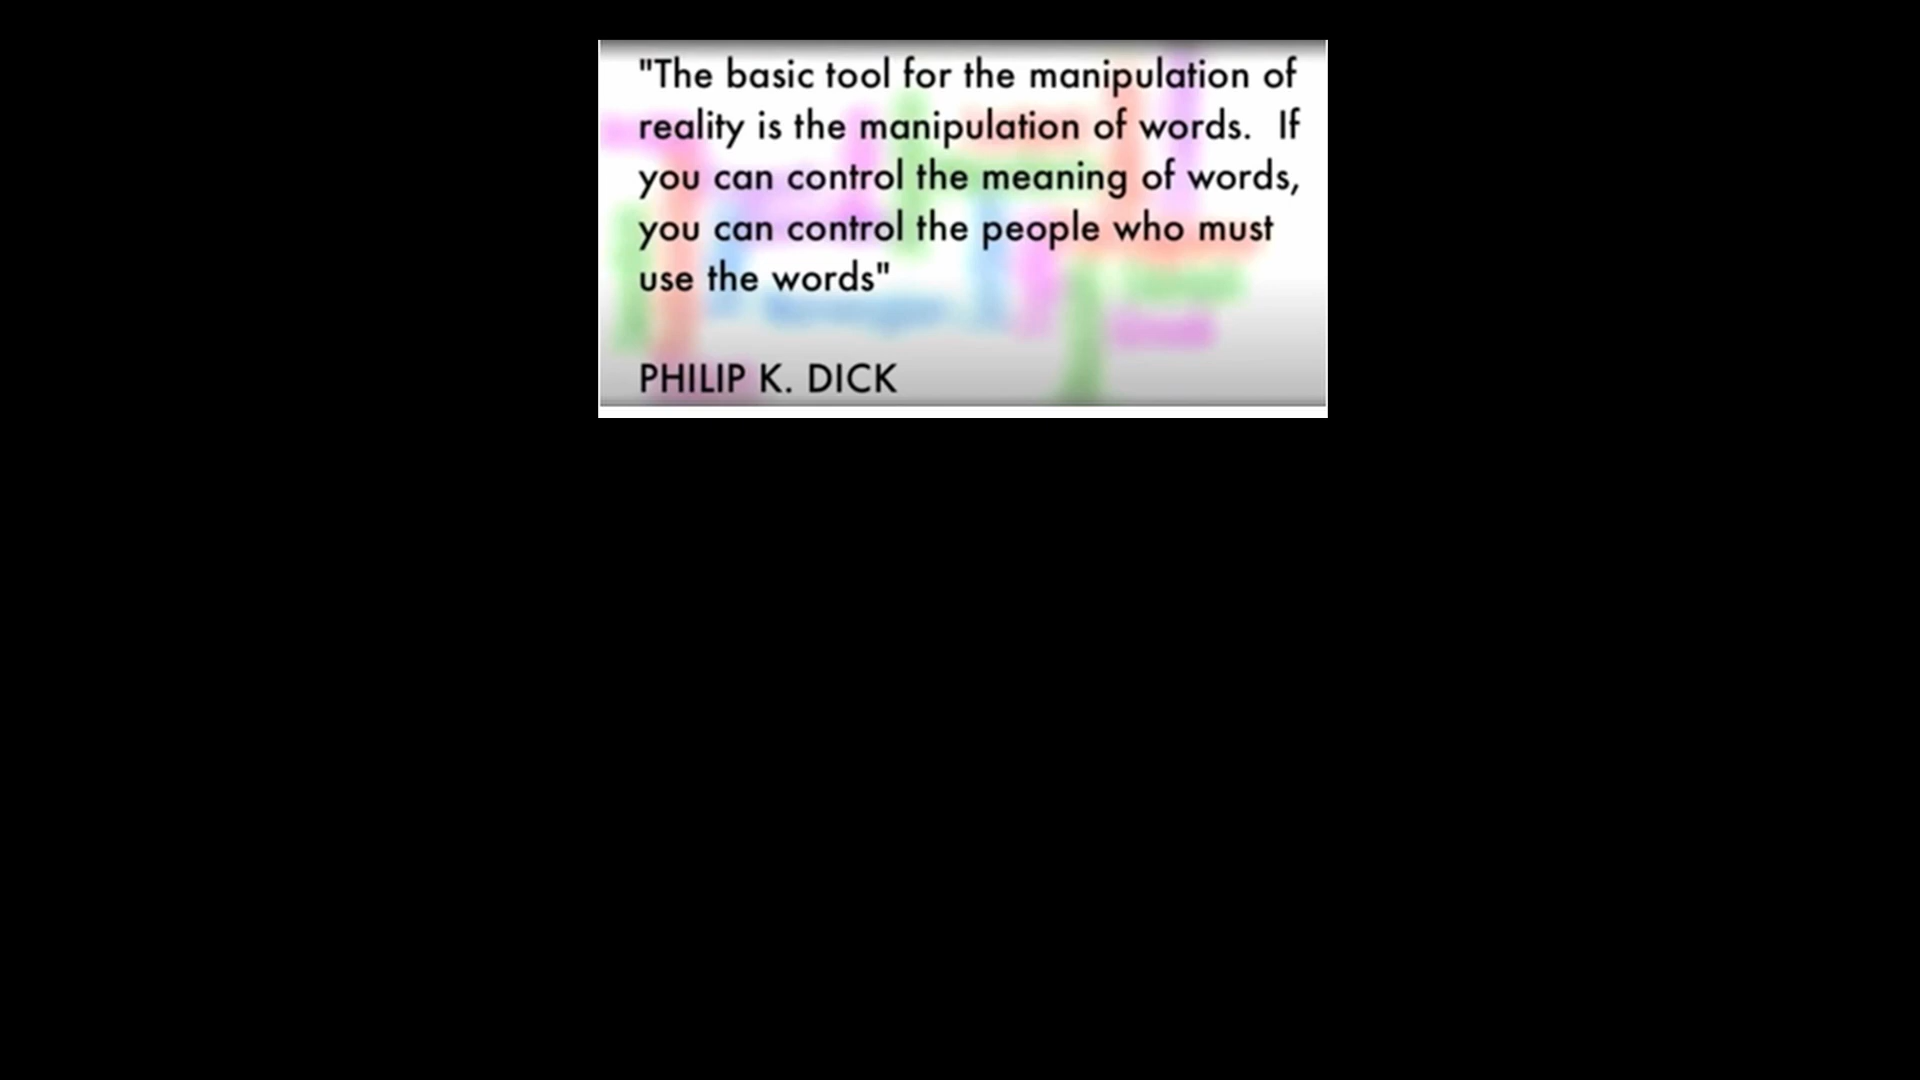 "The basic tool for the manipulation of
reality is the manipulation of words.  If
you can control the meaning of words,
you can control the people who must
use the words"
PHILIP K. DICK